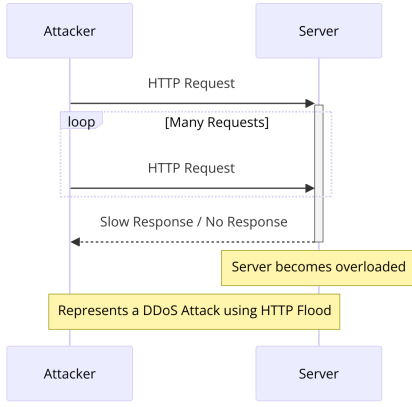 Attacker
Server
HTTP Request
loop
[Many Requests]
HTTP Request
Slow Response / No Response
Server becomes overloaded
Represents a DDoS Attack using HTTP Flood
Attacker
Server